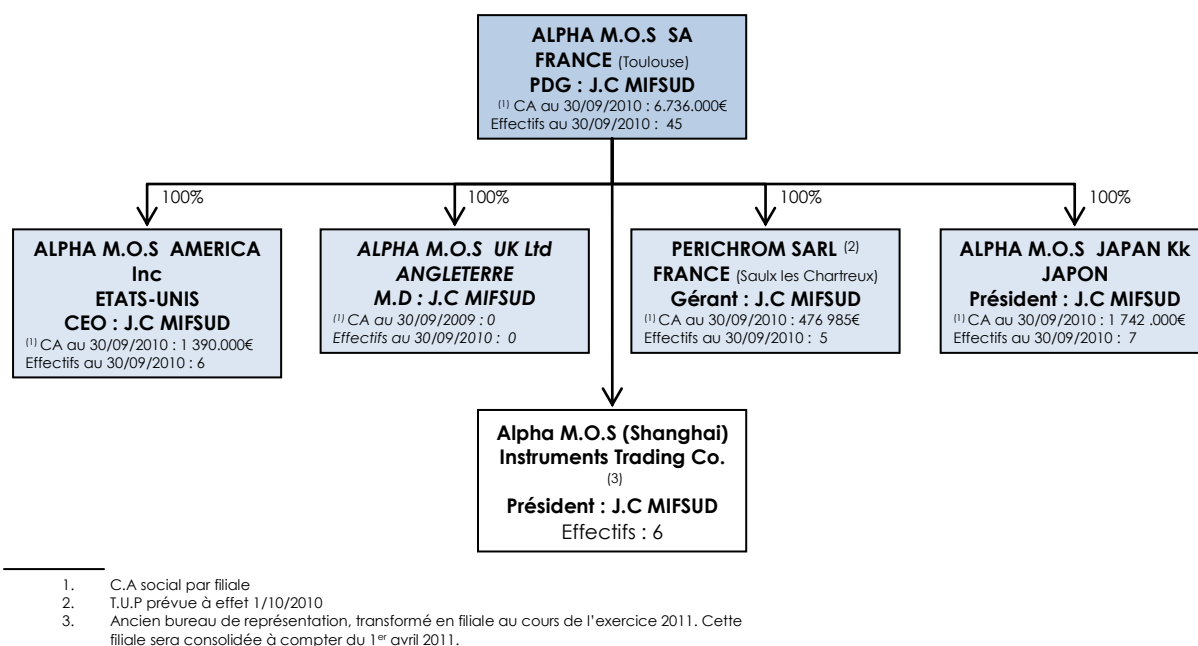 ALPHA M.O.S SA
FRANCE (Toulouse)
PDG : J.C MIFSUD
(1) CA au 30/09/2010 : 6.736.000€
Effectifs au 30/09/2010 : 45
100%
100%
100%
100%
ALPHA M.O.S AMERICA
Inc
ETATS-UNIS
CEO : J.C MIFSUD
(1) CA au 30/09/2010 : 1 390.000€
Effectifs au 30/09/2010 : 6
ALPHA M.O.S UK Ltd
ANGLETERRE
M.D : J.C MIFSUD
(1) CA au 30/09/2009 : 0
Effectifs au 30/09/2010 : 0
PERICHROM SARL (2)
FRANCE (Saulx les Chartreux)
Gérant : J.C MIFSUD
(1) CA au 30/09/2010 : 476 985€
Effectifs au 30/09/2010 : 5
ALPHA M.O.S JAPAN Kk
JAPON
Président : J.C MIFSUD
(1) CA au 30/09/2010 : 1 742 .000€
Effectifs au 30/09/2010 : 7
Alpha M.O.S (Shanghai)
Instruments Trading Co.
(3)
Président : J.C MIFSUD
Effectifs : 6
1. C.A social par filiale
2. T.U.P prévue à effet 1/10/2010
3. Ancien bureau de représentation, transformé en filiale au cours de l'exercice 2011. Cette
filiale sera consolidée à compter du 1er avril 2011.